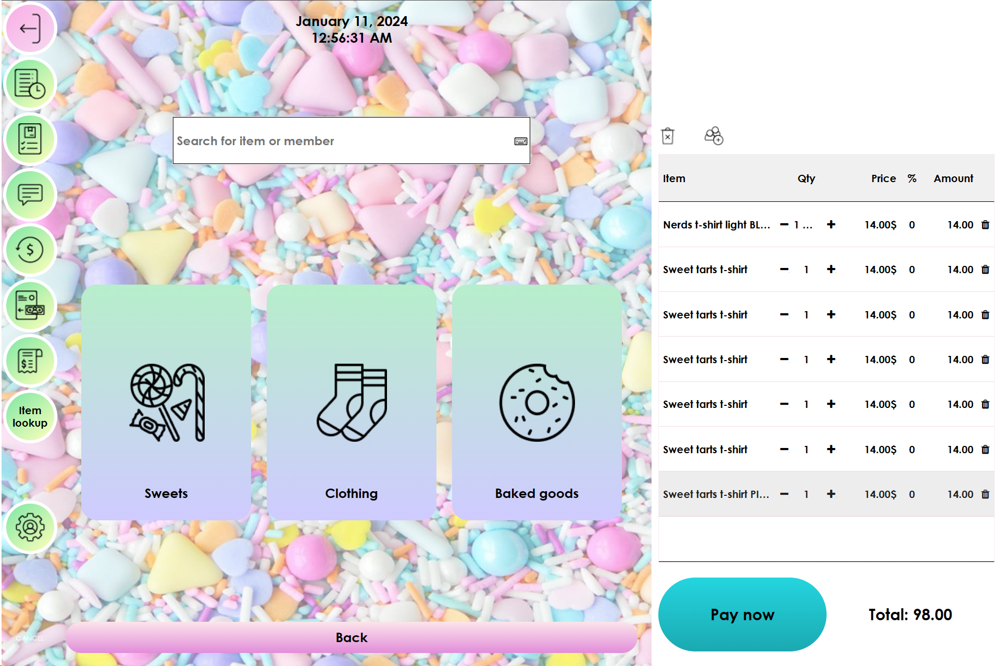 January 11, 2024
12:56:31 AM
Search for item or member
Item
lookup
Sweets
Clothing
Baked goods
CANCEL
Back
Item Qty Price % Amount
Nerds t-shirt light BL... 1 ... 14.00$ 0 14.00
Sweet tarts t-shirt 1 14.00$ 0 14.00
Sweet tarts t-shirt 1 14.00$ 0 14.00
Sweet tarts t-shirt 1 14.00$ 0 14.00
Sweet tarts t-shirt 1 14.00$ 0 14.00
Sweet tarts t-shirt 1 14.00$ 0 14.00
Sweet tarts t-shirt PI... 1 14.00$ 0 14.00
Pay now
Total: 98.00